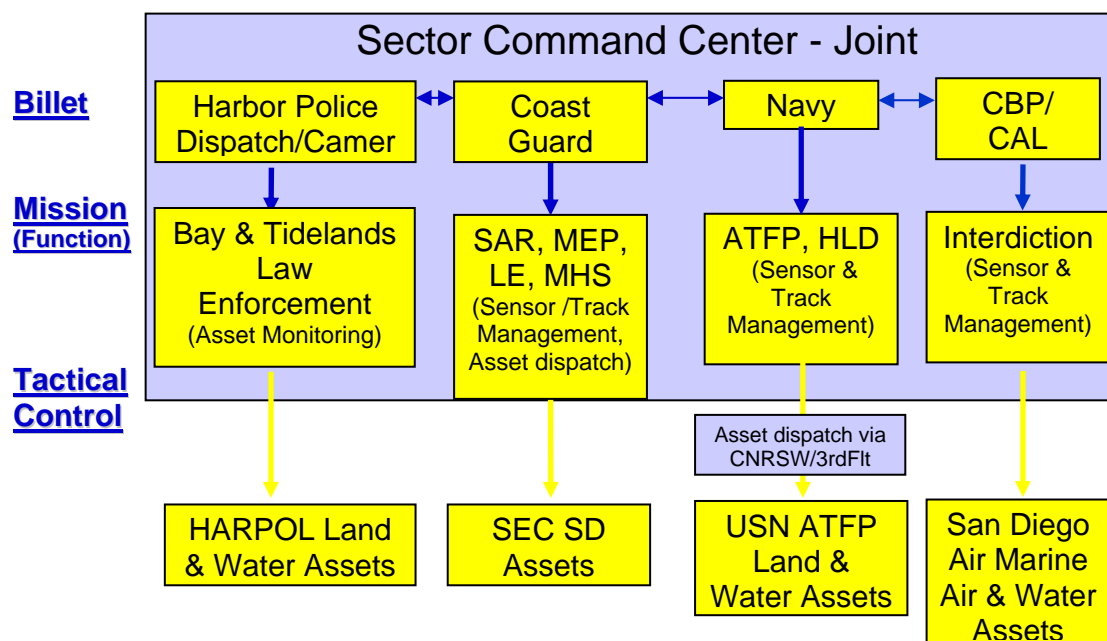 Sector Command Center - Joint
Billet
Harbor Police
Dispatch/Camer
Coast
Guard
Navy
CBP/
CAL
Mission
(Function)
Bay & Tidelands
Law
Enforcement
(Asset Monitoring)
SAR, MEP,
LE, MHS
(Sensor /Track
Management,
Asset dispatch)
ATFP, HLD
(Sensor &
Track
Management)
Interdiction
(Sensor &
Track
Management)
Tactical
Control
Asset dispatch via
CNRSW/3rdFlt
HARPOL Land
& Water Assets
SEC SD
Assets
USN ATFP
Land &
Water Assets
San Diego
Air Marine
Air & Water
Assets